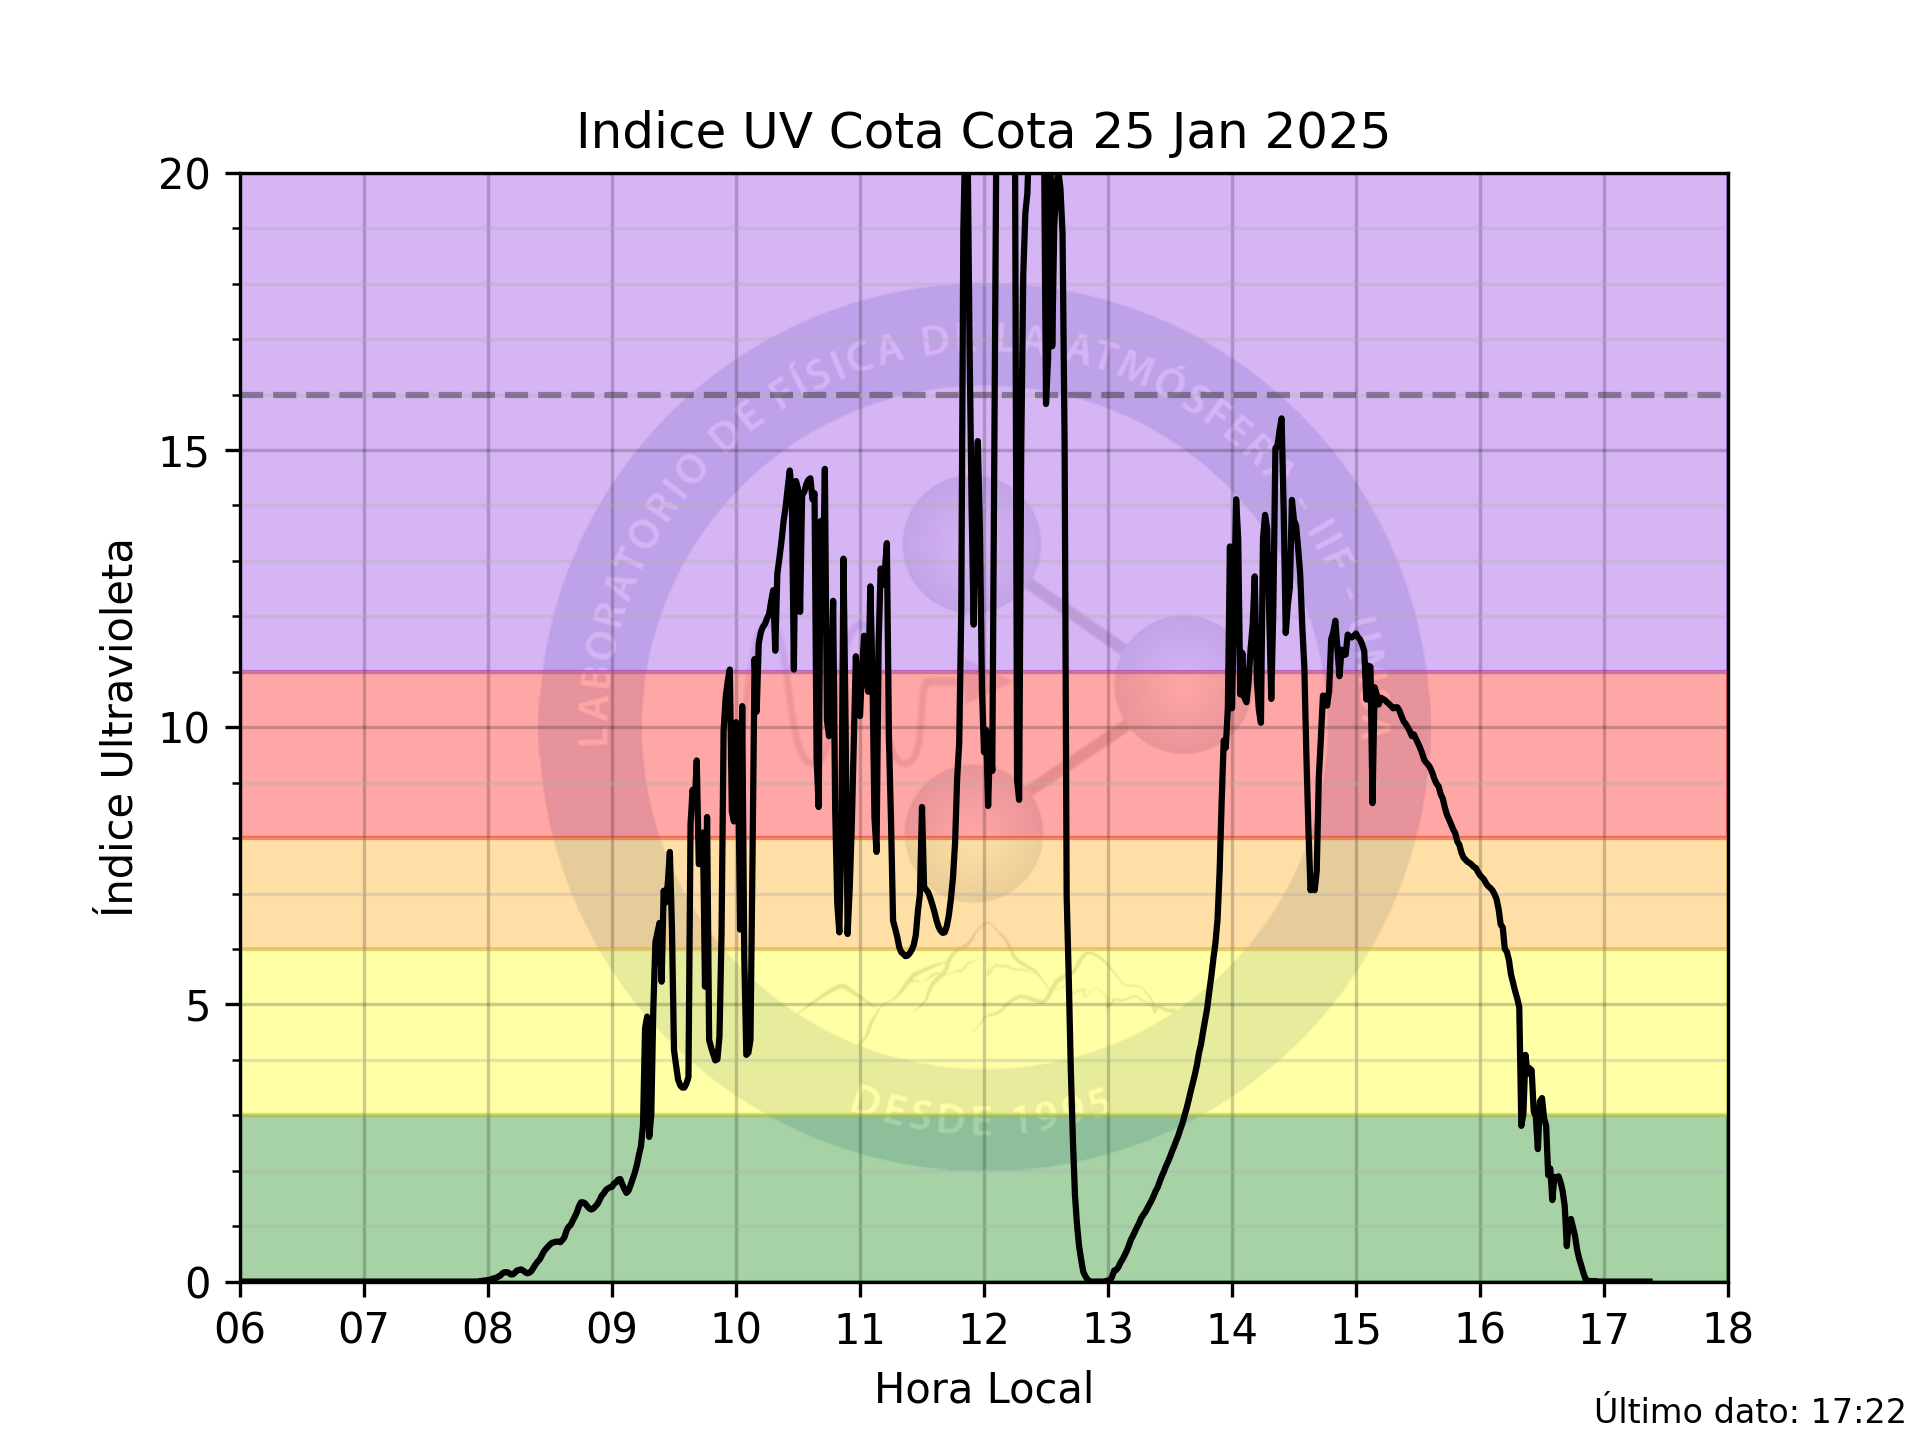 Indice UV Cota Cota 25 Jan 2025
20
15
10
5
0
Índice Ultravioleta
LABORATORIO DE FÍSICA DE LA ATMÓSFERA - IIF - UMSA
DESDE 1995
06 07 08 09 10 11 12 13 14 15 16 17 18
Hora Local
Último dato: 17:22